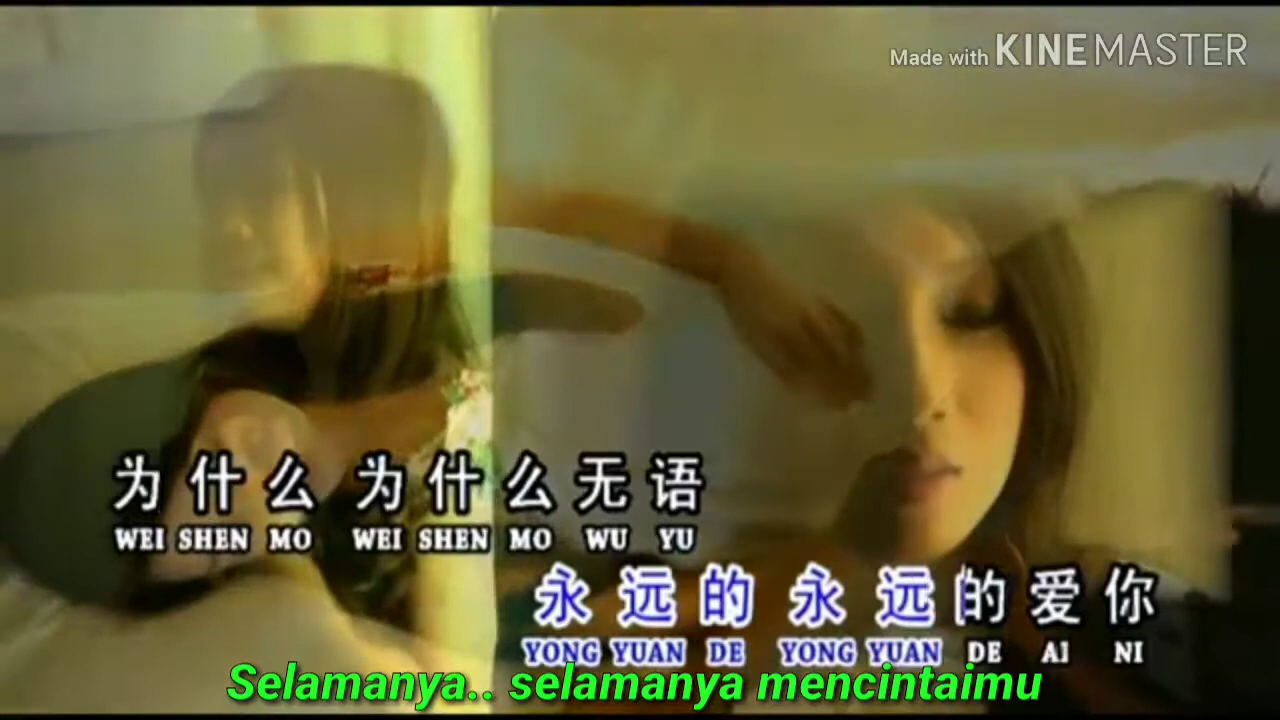 Made with KINEMASTER
为什么 为什么无语
WEI SHEN MO WEI SHEN MO WU YU
永远的 永远的爱你
YONG YUAN DE YONG YUAN DE AI NI
Selamanya.. selamanya mencintaimu